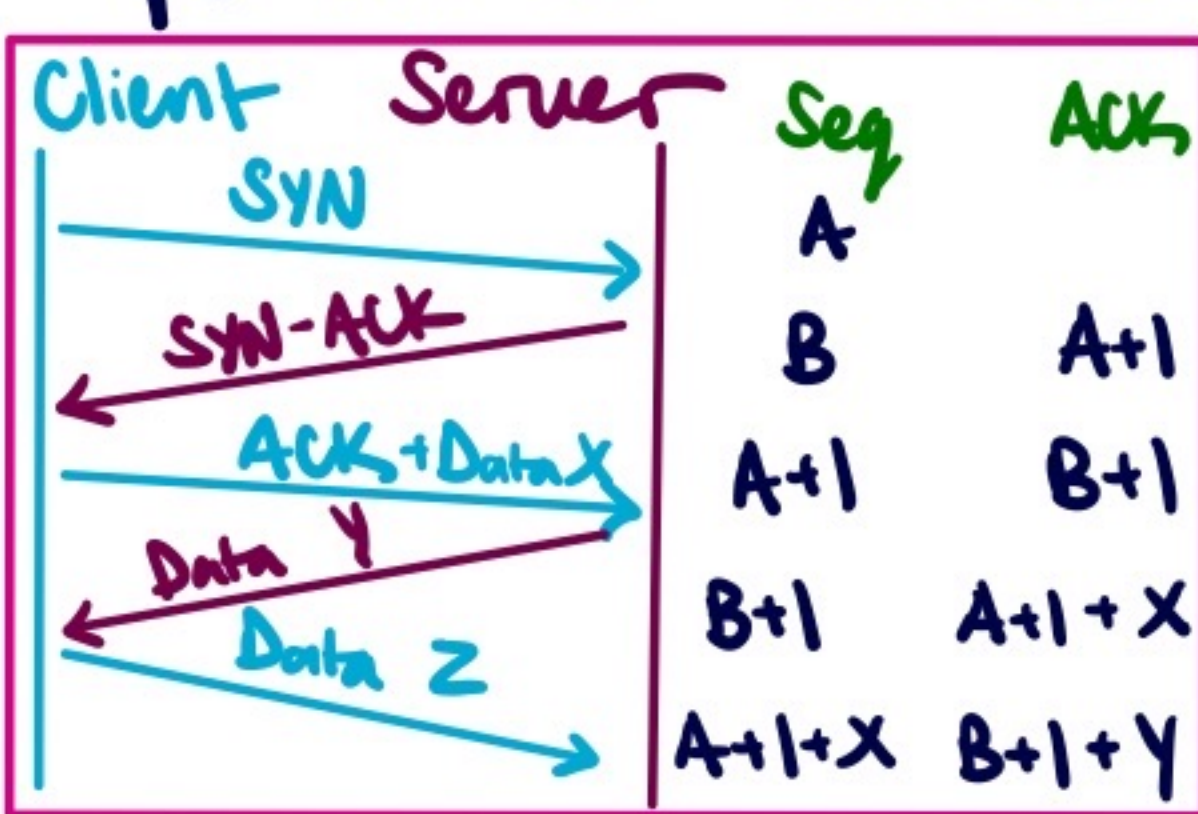 Client Server Seq ACK
SYN A
SYN-ACK B A+1
ACK+Data X A+1 B+1
Data Y B+1 A+1+X
Data Z A+1+X B+1+Y